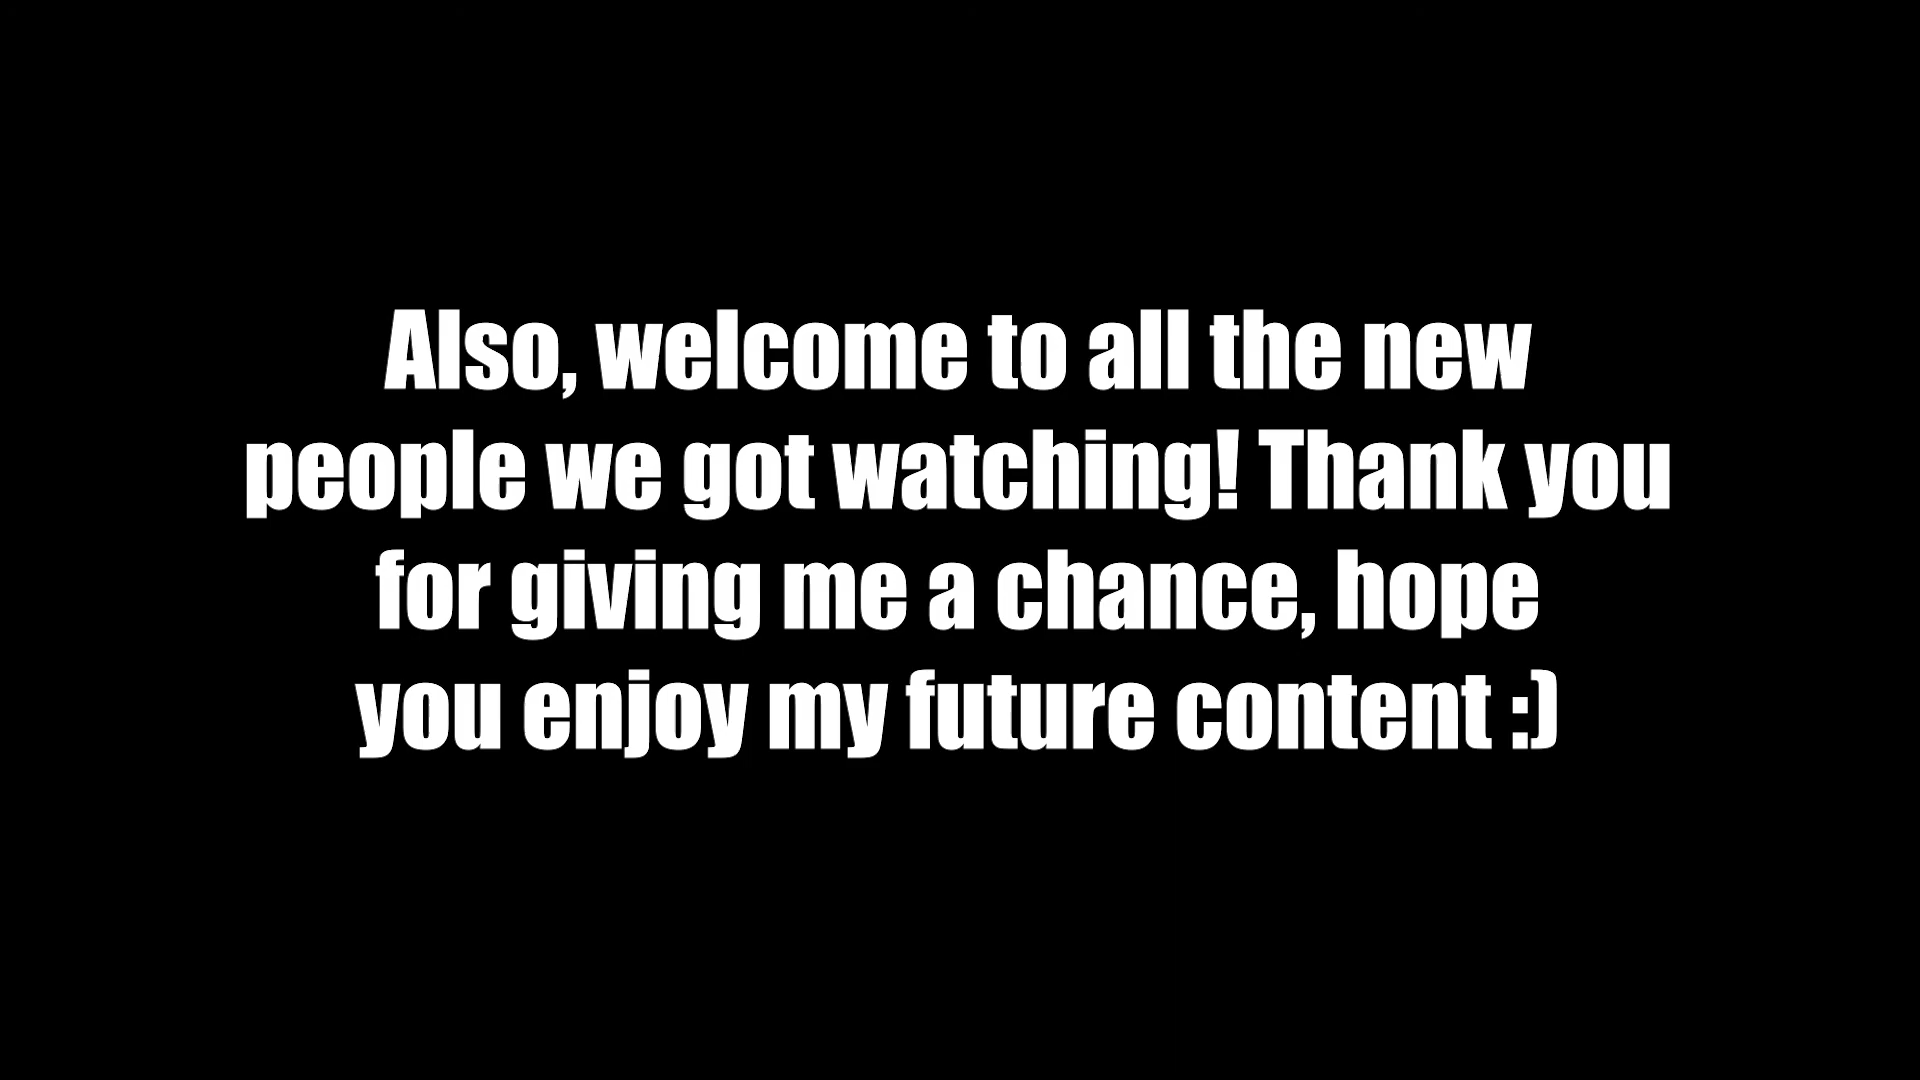 Also, welcome to all the new
people we got watching! Thank you
for giving me a chance, hope
you enjoy my future content :)